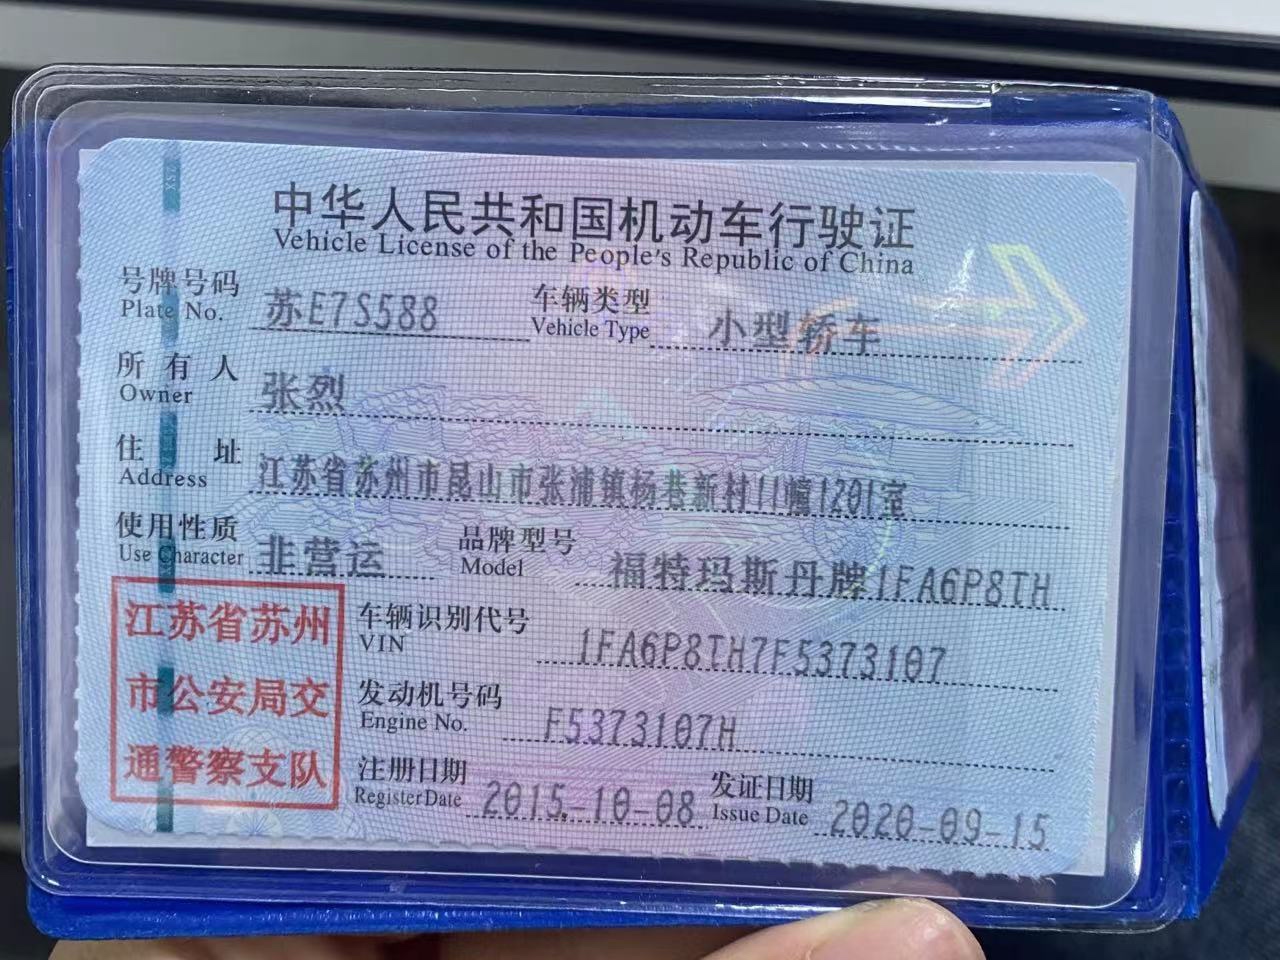 中华人民共和国机动车行驶证
Vehicle License of the People's Republic of China
号牌号码 苏E7S588 车辆类型 小型轿车
Plate No. Vehicle Type
所有人 张烈
Owner
住址 江苏省苏州市昆山市张浦镇杨巷新村11幢1201室
Address
使用性质 非营运 品牌型号 福特玛斯丹牌1FA6P8TH
Use Character Model
江苏省苏州
市公安局交
通警察支队
车辆识别代号 1FA6P8TH7F5373107
VIN
发动机号码 F5373107H
Engine No.
注册日期 2015-10-08 发证日期 2020-09-15
Register Date Issue Date